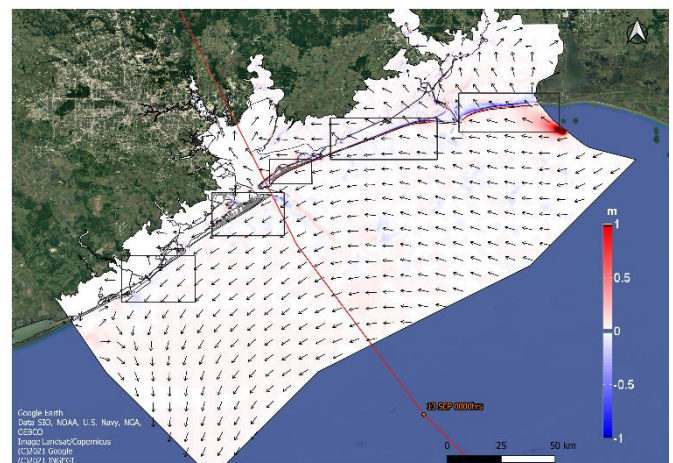 N
m
1
0.5
0
-0.5
-1
13 SEP 0000hrs
Google Earth
Data SIO, NOAA, U.S. Navy, NGA,
GEBCO
Image Landsat/Copernicus
(C)2021 Google
(C)2021 INEGI
0 25 50 km